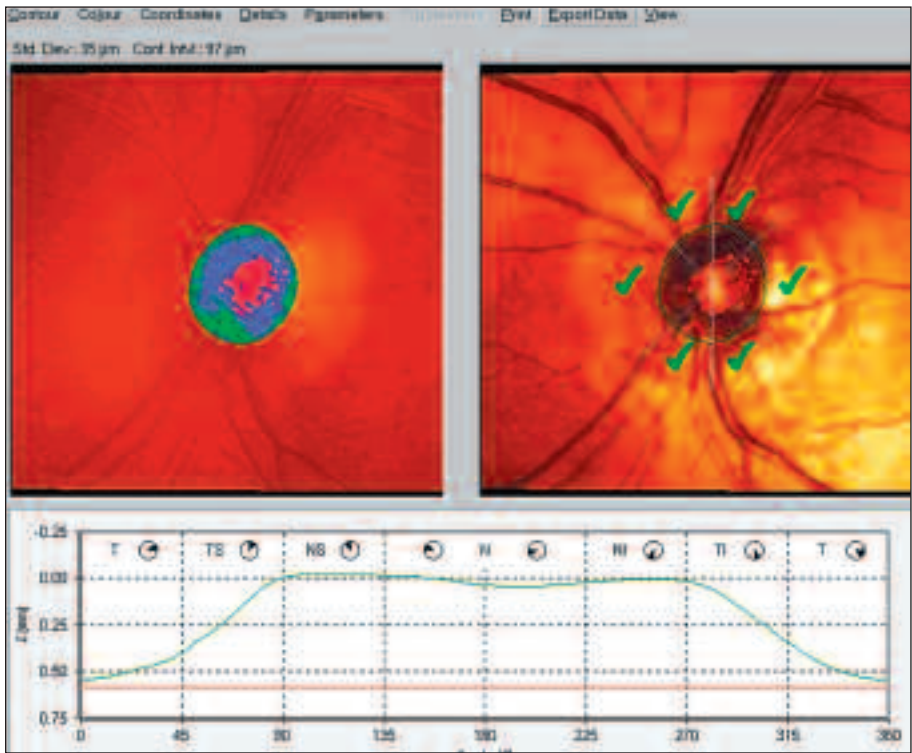 Contour Colour Coordinates Details Parameters Print Export Data View
Std. Dev.: 35 µm Conf. Intvl.: 97 µm
-0.25
T TS NS N NI TI T
0.00
0.25
0.50
0.75
0 45 90 135 180 225 270 315 360